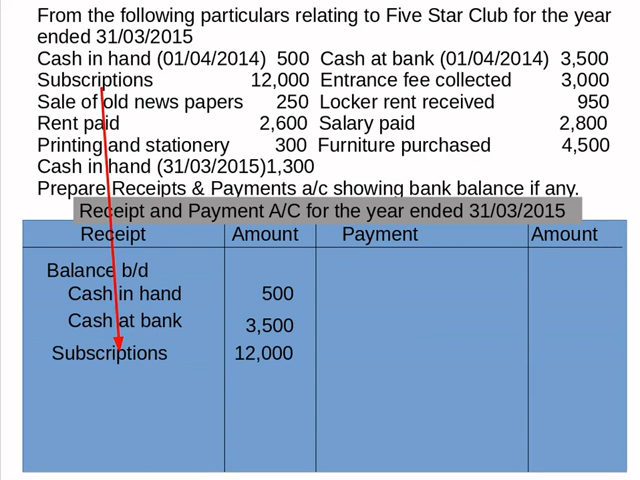 From the following particulars relating to Five Star Club for the year
ended 31/03/2015
Cash in hand (01/04/2014) 500 Cash at bank (01/04/2014) 3,500
Subscriptions 12,000 Entrance fee collected 3,000
Sale of old news papers 250 Locker rent received 950
Rent paid 2,600 Salary paid 2,800
Printing and stationery 300 Furniture purchased 4,500
Cash in hand (31/03/2015)1,300
Prepare Receipts & Payments a/c showing bank balance if any.
Receipt and Payment A/C for the year ended 31/03/2015
Receipt Amount Payment Amount
Balance b/d
Cash in hand 500
Cash at bank 3,500
Subscriptions 12,000